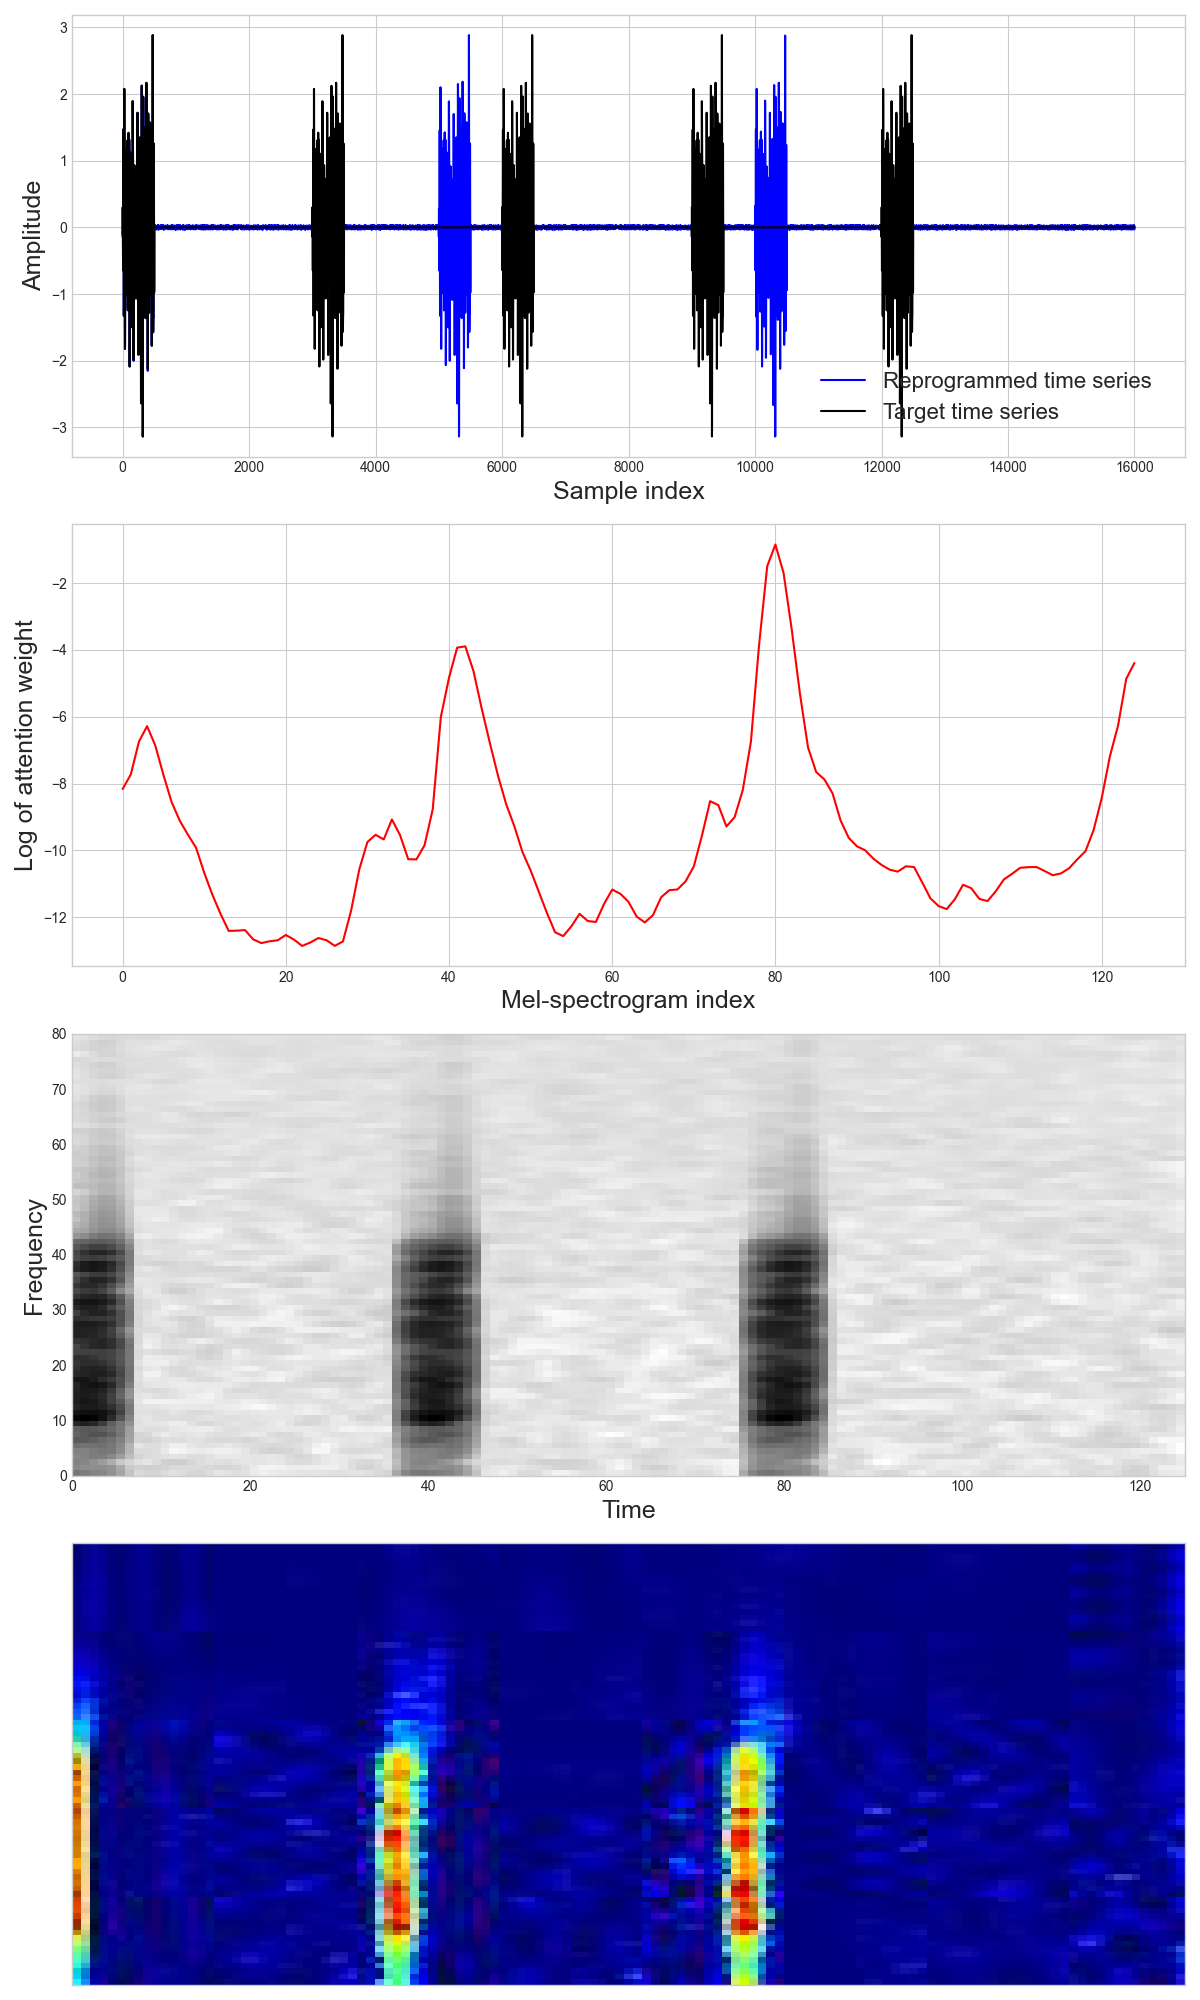 3
2
1
0
−1
−2
−3
Amplitude
Reprogrammed time series
Target time series
0 2000 4000 6000 8000 10000 12000 14000 16000
Sample index
−2
−4
−6
−8
−10
−12
Log of attention weight
0 20 40 60 80 100 120
Mel-spectrogram index
80
70
60
50
40
30
20
10
0
Frequency
0 20 40 60 80 100 120
Time